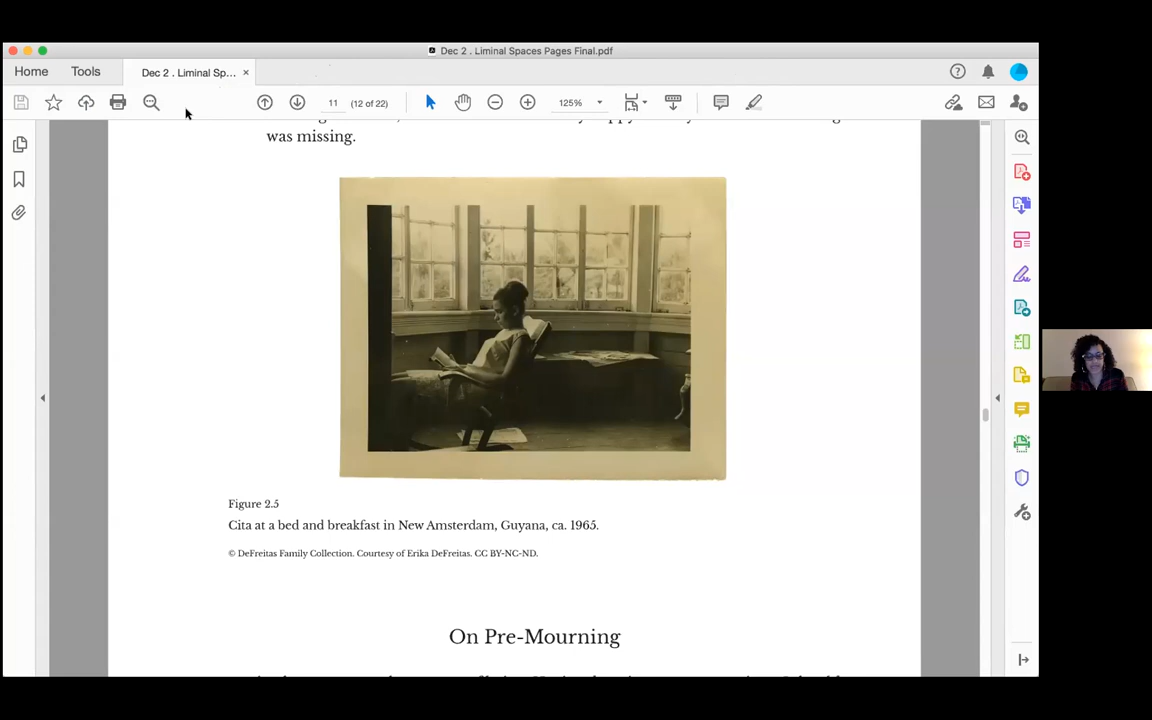 Dec 2 . Liminal Spaces Pages Final.pdf
Home
Tools
Dec 2 . Liminal Sp...
11
(12 of 22)
125%
was missing.
Figure 2.5
Cita at a bed and breakfast in New Amsterdam, Guyana, ca. 1965.
© DeFreitas Family Collection. Courtesy of Erika DeFreitas. CC BY-NC-ND.
On Pre-Mourning